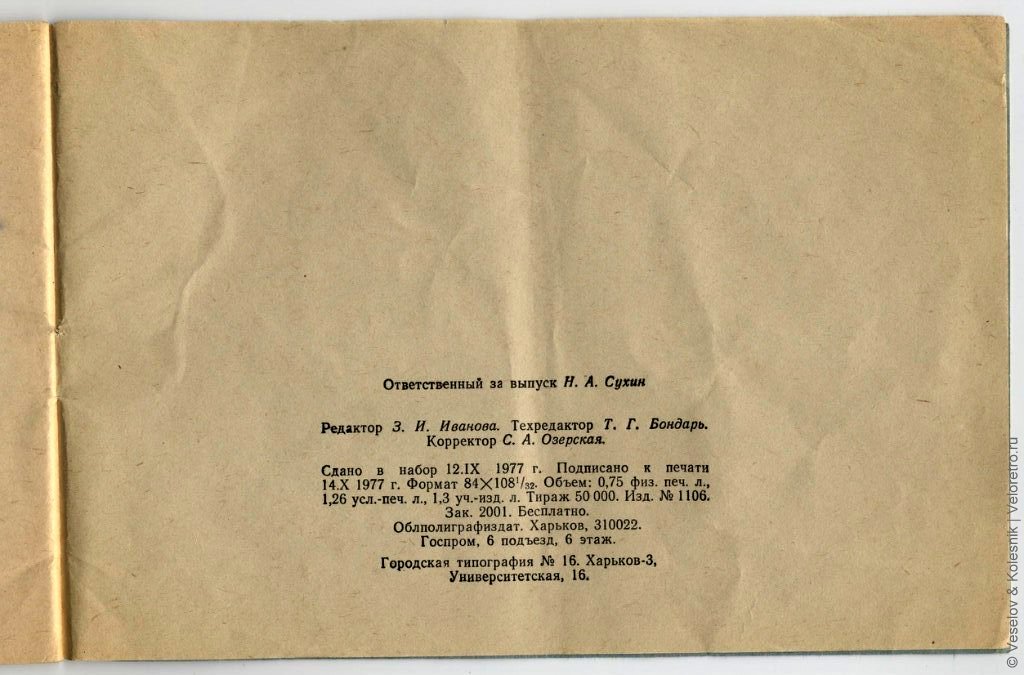 Ответственный за выпуск Н. А. Сухин
Редактор З. И. Иванова. Техредактор Т. Г. Бондарь.
Корректор С. А. Озерская.
Сдано в набор 12.IX 1977 г. Подписано к печати
14.X 1977 г. Формат 84×108¹/₃₂. Объем: 0,75 физ. печ. л.,
1,26 усл.-печ. л., 1,3 уч.-изд. л. Тираж 50 000. Изд. № 1106.
Зак. 2001. Бесплатно.
Облполиграфиздат. Харьков, 310022.
Госпром, 6 подъезд, 6 этаж.
Городская типография № 16. Харьков-3,
Университетская, 16.
© Veselov & Kolesnik | Veloretro.ru